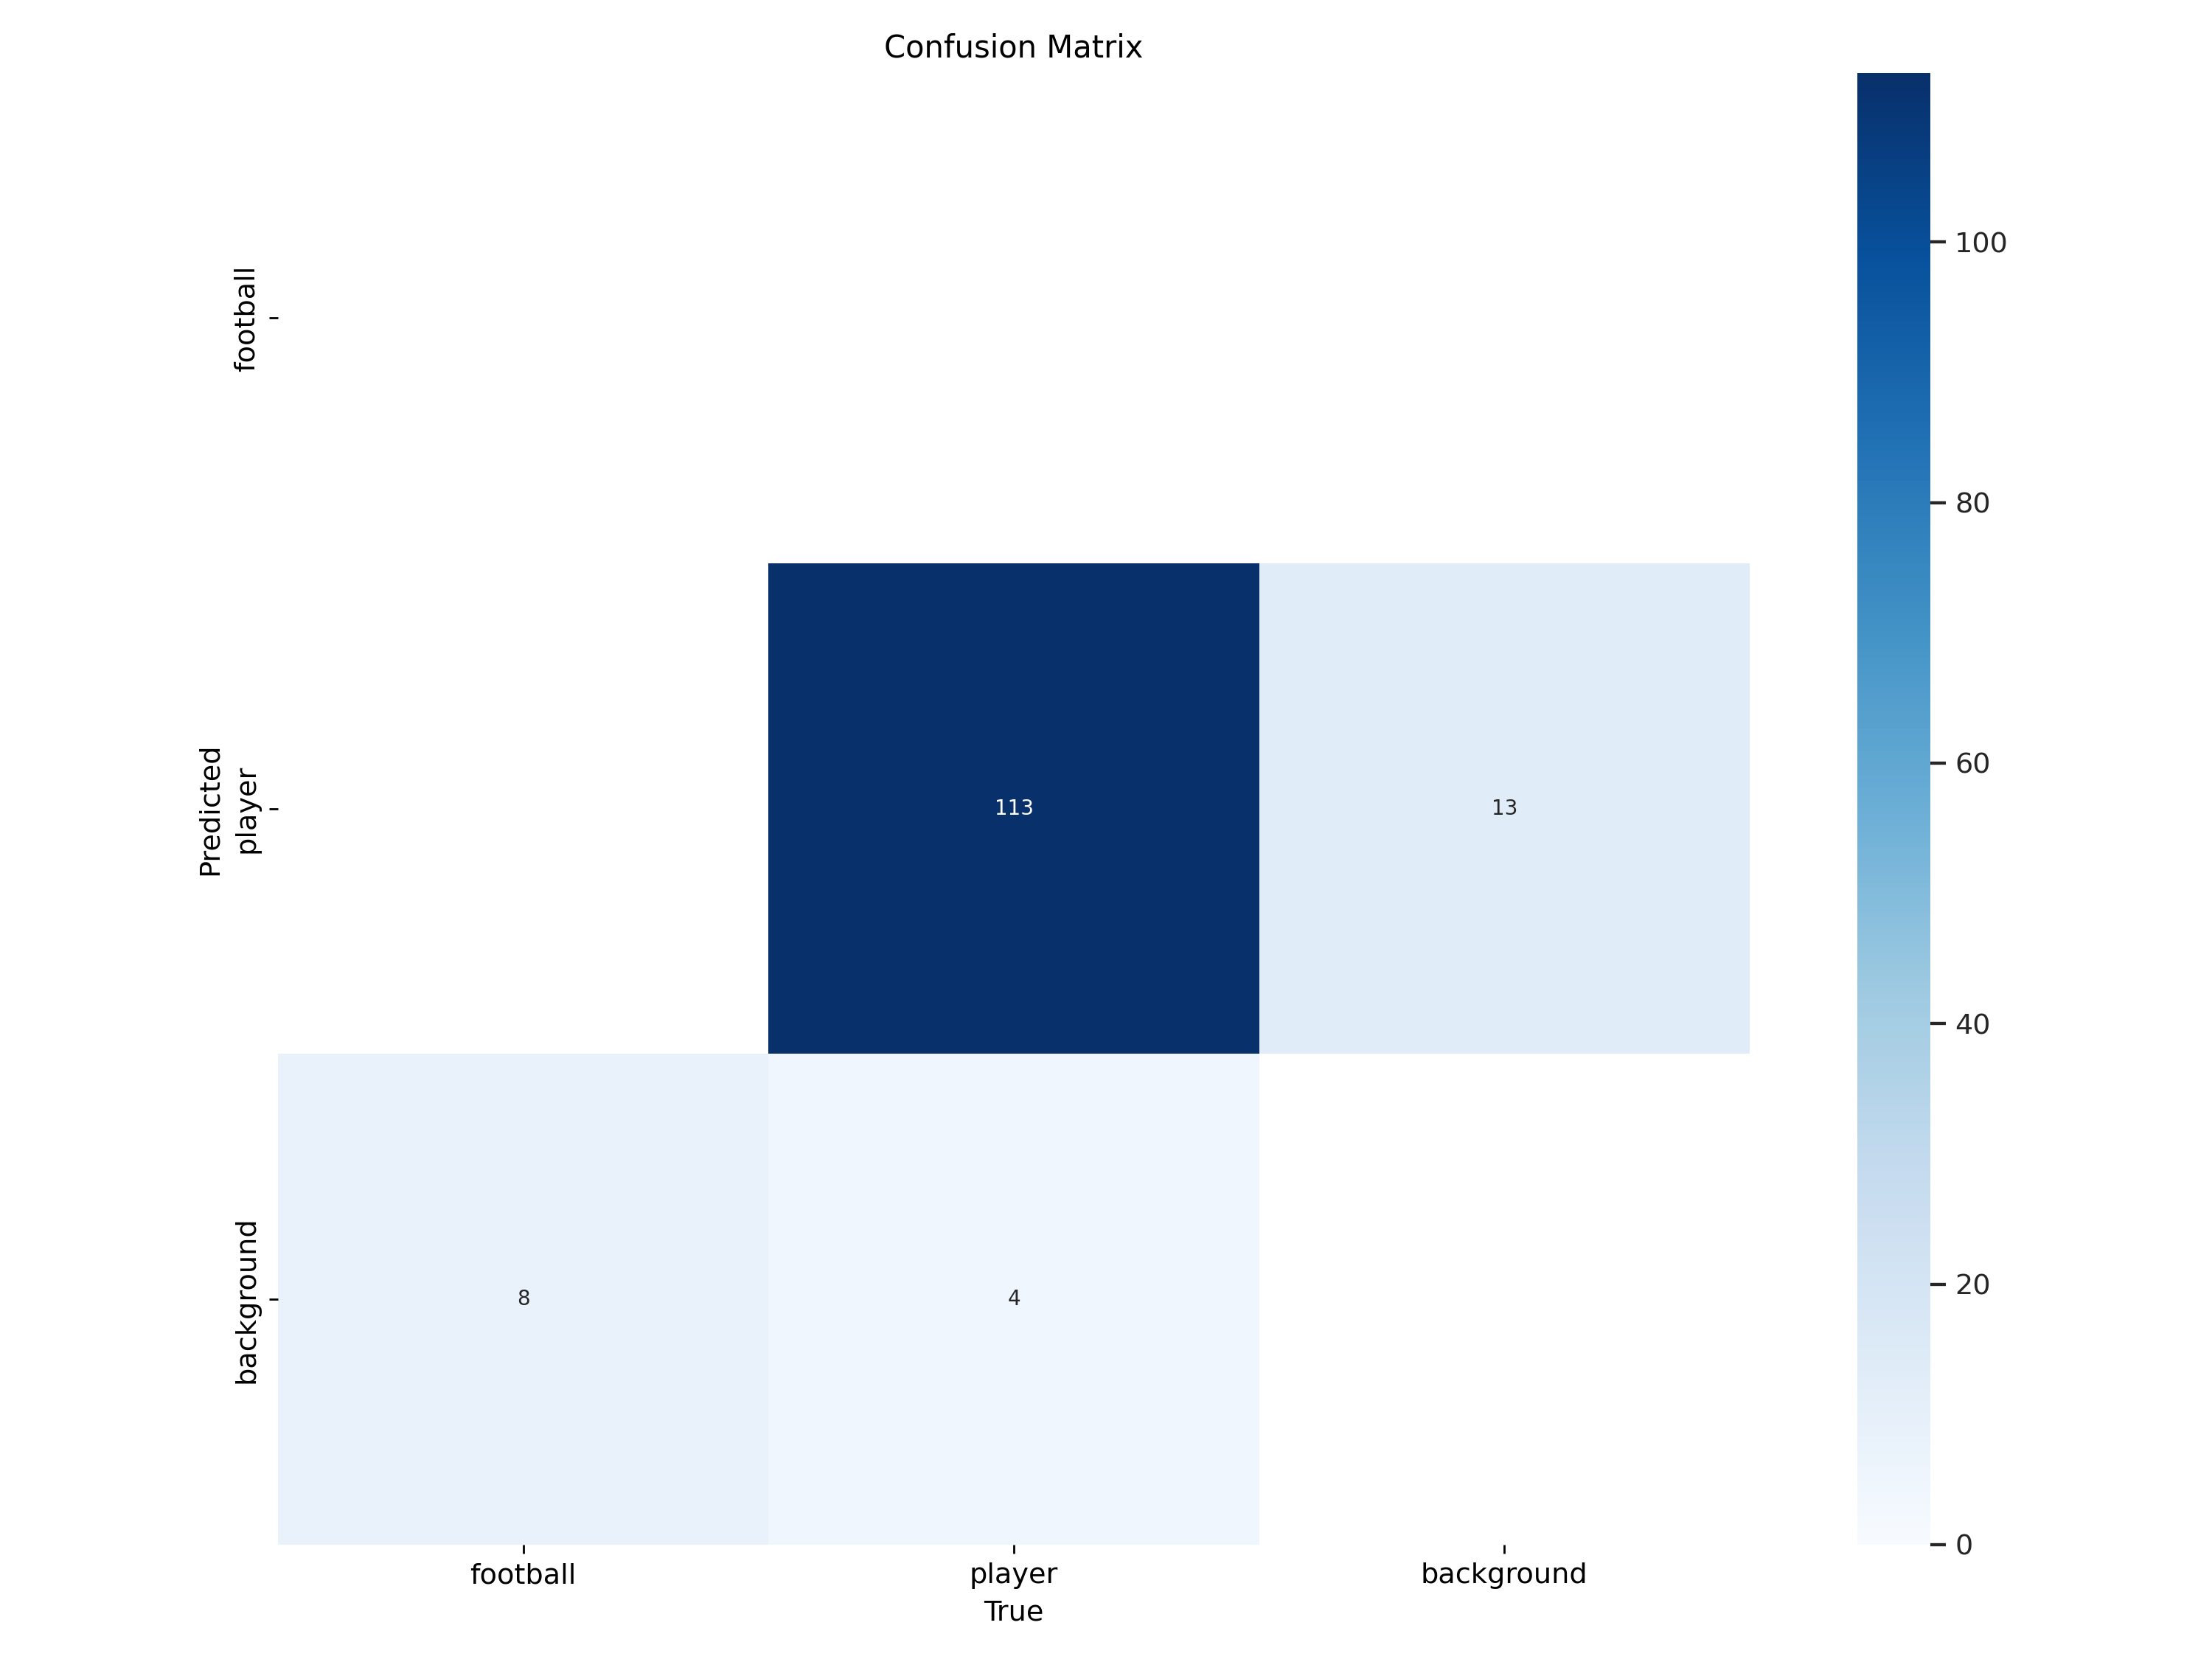 Confusion Matrix
football
player
background
Predicted
113
13
8
4
football
player
background
True
100
80
60
40
20
0